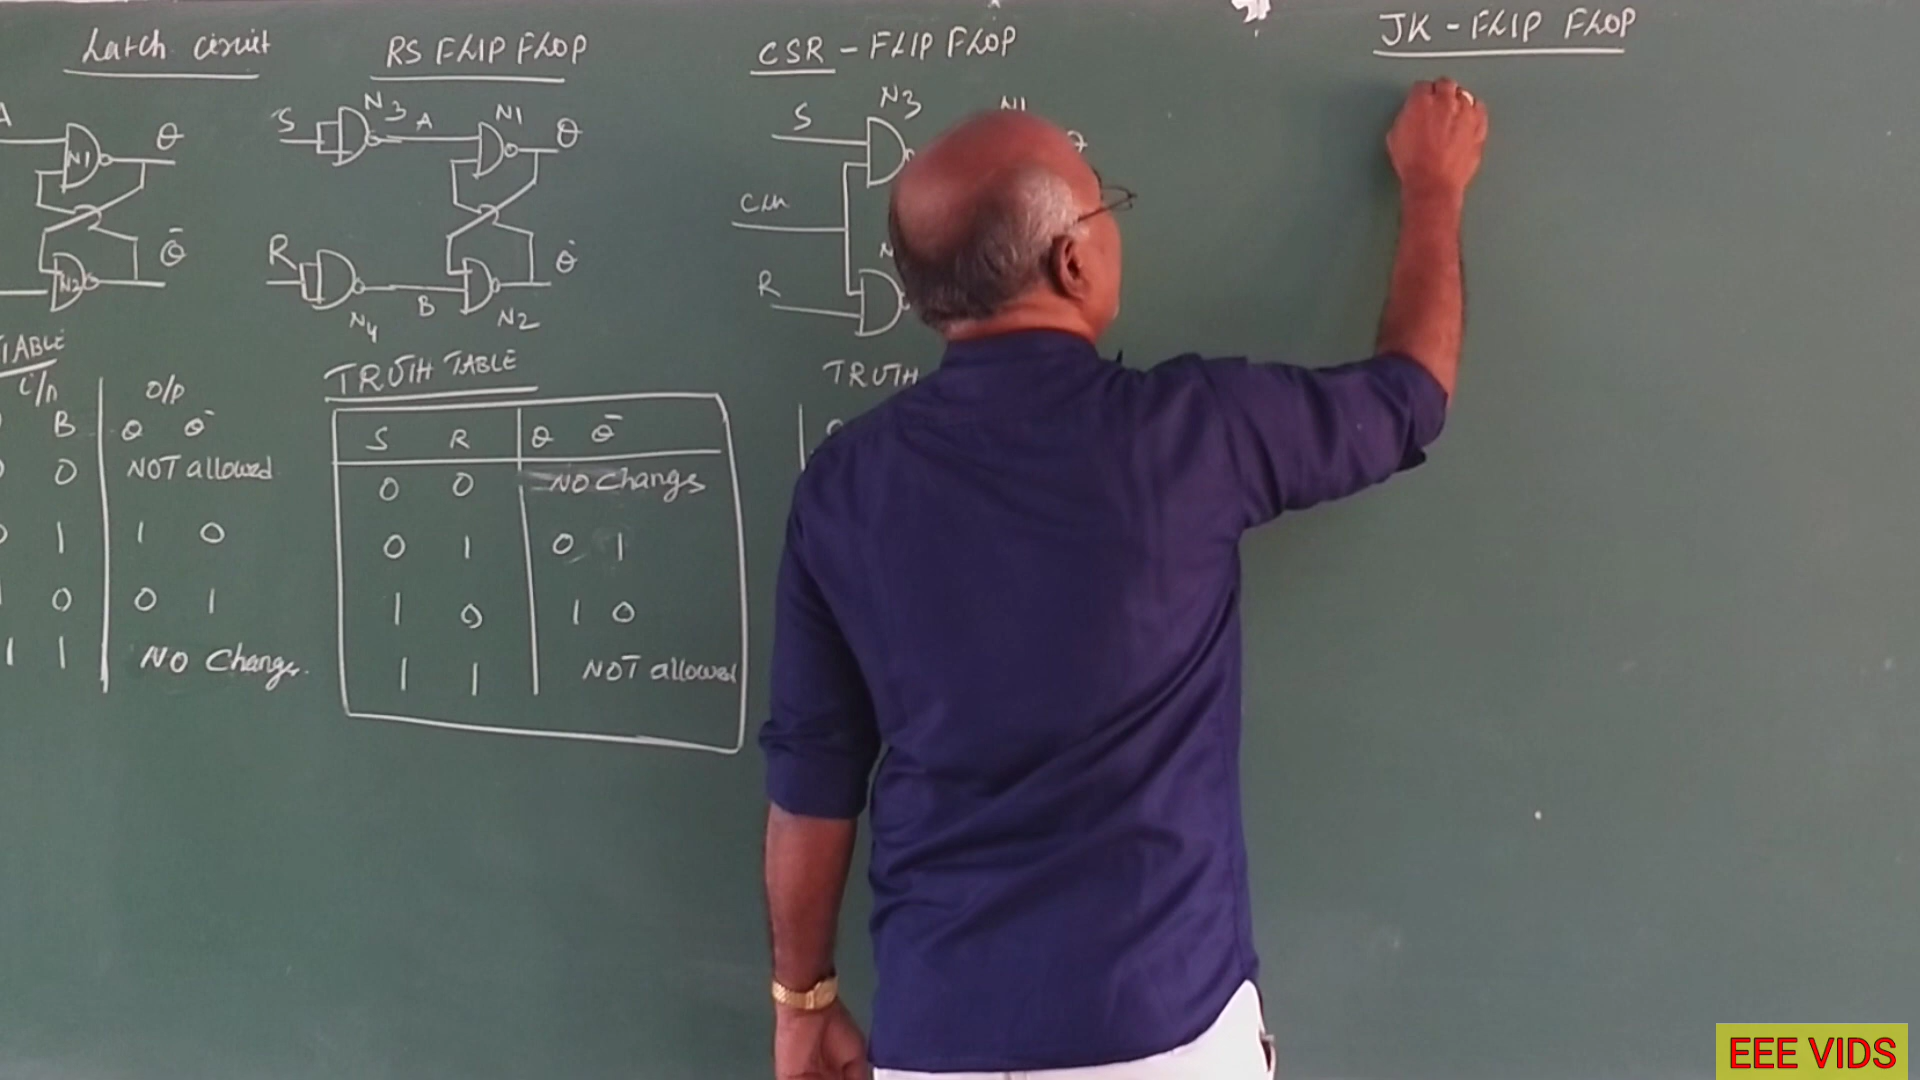 Latch circuit
A
N1
Q
N2
Q̄
TABLE
i/n
O/P
B Q Q̄
0 NOT allowed
1 1 0
0 0 1
1 1 NO Change.
RS FLIP FLOP
S N3 A N1 Q
R N4 B N2 Q
TRUTH TABLE
S R Q Q̄
0 0 NO Change
0 1 0 1
1 0 1 0
1 1 NOT allowed
CSR - FLIP FLOP
S N3 N1
CLK
R
TRUTH
JK - FLIP FLOP
EEE VIDS